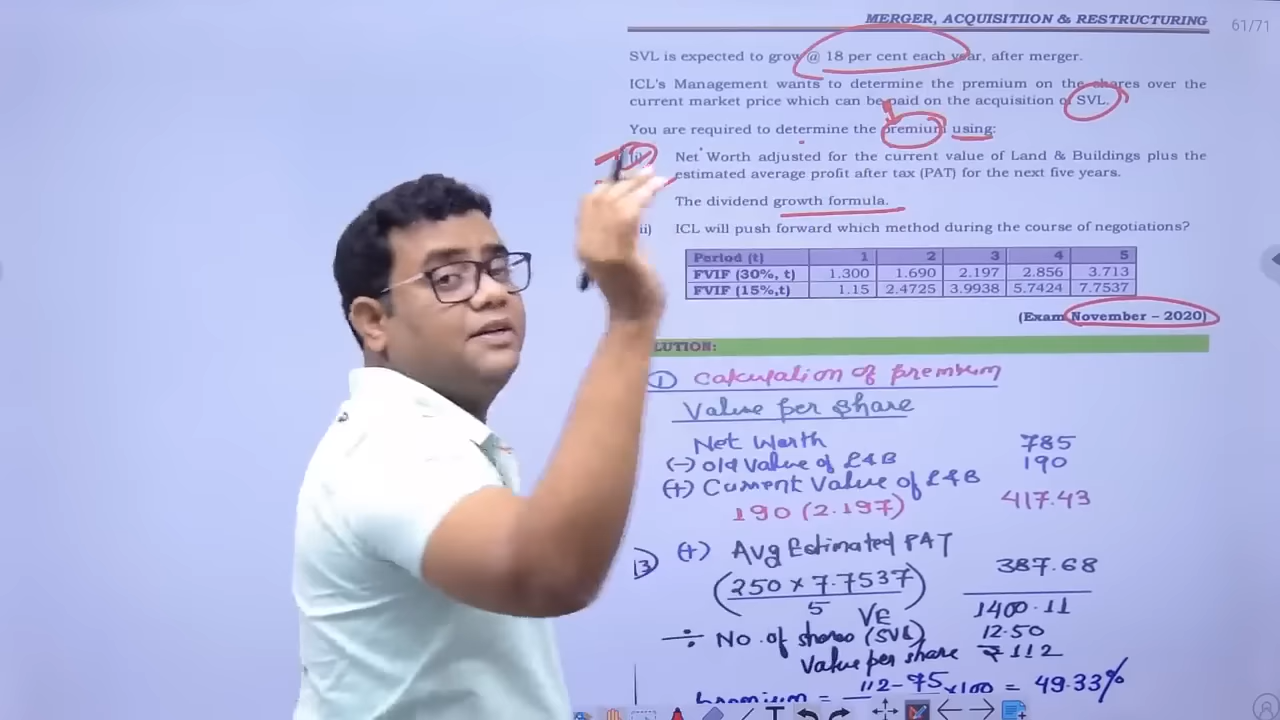 MERGER, ACQUISITIION & RESTRUCTURING
61/71
SVL is expected to grow @ 18 per cent each year, after merger.
ICL's Management wants to determine the premium on the shares over the
current market price which can be paid on the acquisition of SVL.
You are required to determine the premium using:
(i) Net Worth adjusted for the current value of Land & Buildings plus the
estimated average profit after tax (PAT) for the next five years.
The dividend growth formula.
ii) ICL will push forward which method during the course of negotiations?
Period (t) 1 2 3 4 5
FVIF (30%, t) 1.300 1.690 2.197 2.856 3.713
FVIF (15%,t) 1.15 2.4725 3.9938 5.7424 7.7537
(Exam November – 2020)
LUTION:
① Calculation of premium
Value per share
Net Worth 785
(-) old value of L&B 190
(+) Current Value of L&B
190 (2.197) 417.43
3 (+) Avg Estimated PAT
(250 × 7.7537 387.68
5)
VE 1400.11
÷ No. of shares (SVL) 12.50
Value per share ₹112
premium = 112-75 ×100 = 49.33%